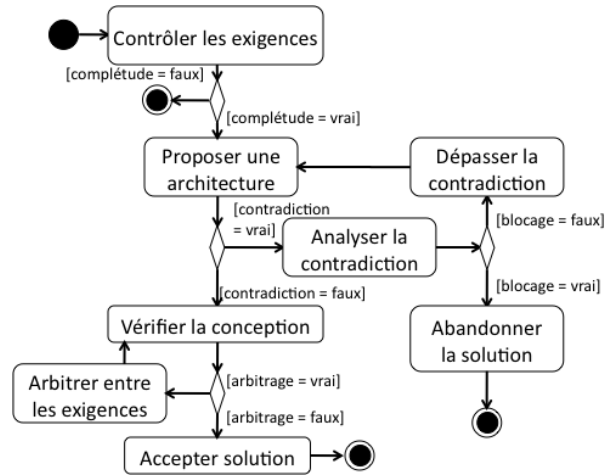 Contrôler les exigences
[complétude = faux]
[complétude = vrai]
Proposer une
architecture
Dépasser la
contradiction
[contradiction
= vrai]
Analyser la
contradiction
[blocage = faux]
[blocage = vrai]
[contradiction = faux]
Vérifier la conception
Abandonner
la solution
Arbitrer entre
les exigences
[arbitrage = vrai]
[arbitrage = faux]
Accepter solution